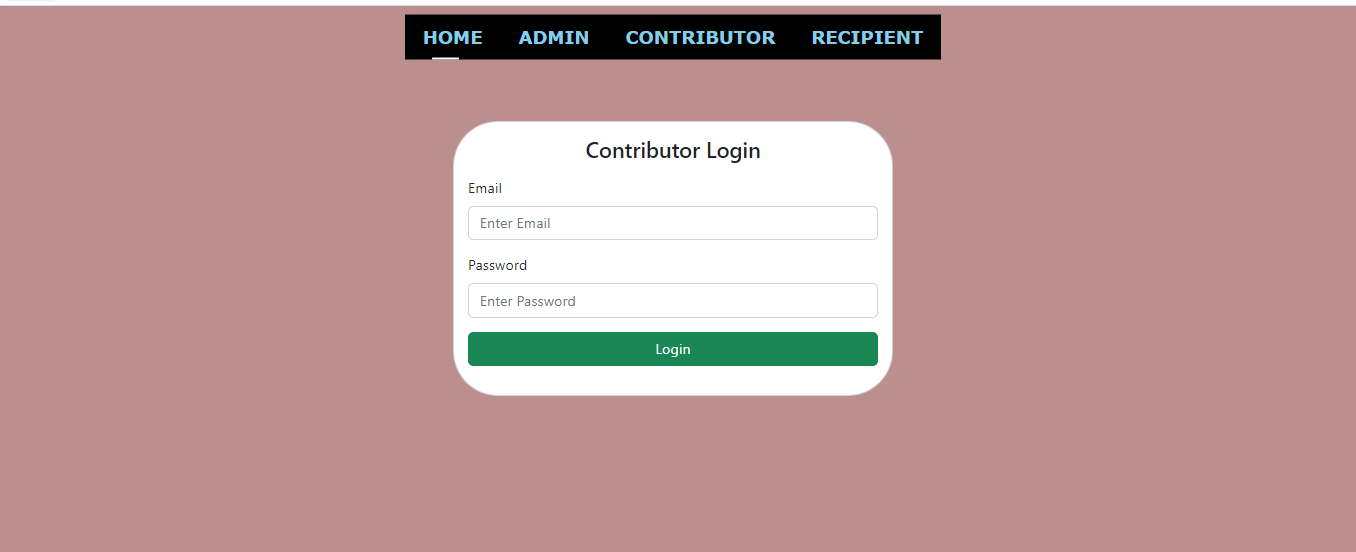 HOME ADMIN CONTRIBUTOR RECIPIENT
Contributor Login
Email
Enter Email
Password
Enter Password
Login